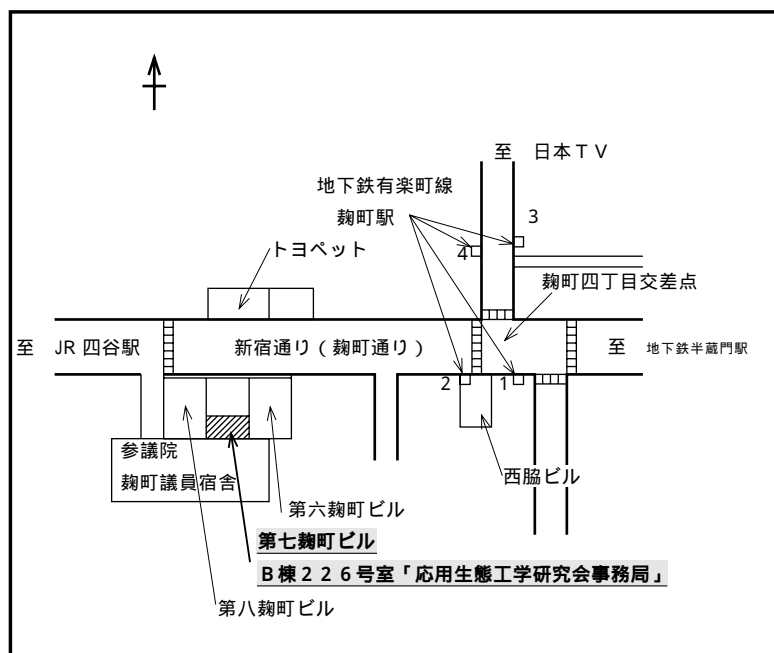 至 日本ＴＶ
地下鉄有楽町線
麹町駅
3
4
トヨペット
麹町四丁目交差点
至 JR 四谷駅
新宿通り（麹町通り）
至 地下鉄半蔵門駅
2
1
参議院
麹町議員宿舎
西脇ビル
第六麹町ビル
第七麹町ビル
Ｂ棟２２６号室「応用生態工学研究会事務局」
第八麹町ビル